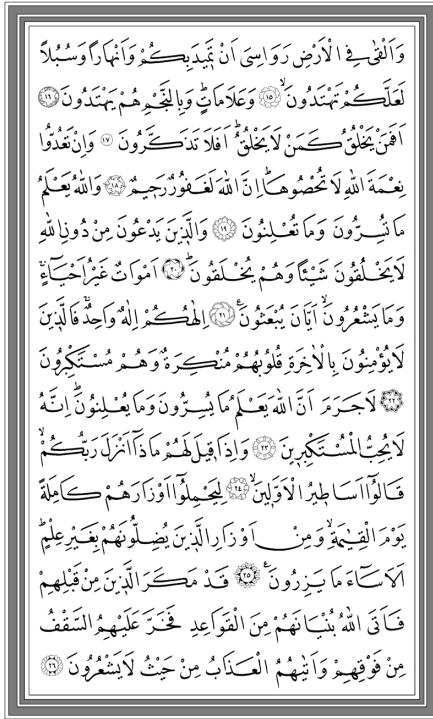 وَاَلْقٰى فِى الْاَرْضِ رَوَاسِىَ اَنْ تَمٖيدَ بِكُمْ وَاَنْهَاراً وَسُبُلاً
لَعَلَّكُمْ تَهْتَدُونَۙ ﴿١٥﴾ وَعَلَامَاتٍؕ وَبِالنَّجْمِ هُمْ يَهْتَدُونَ ﴿١٦﴾
اَفَمَنْ يَخْلُقُ كَمَنْ لَا يَخْلُقُؕ اَفَلَا تَذَكَّرُونَ ﴿١٧﴾ وَاِنْ تَعُدُّوا
نِعْمَةَ اللّٰهِ لَا تُحْصُوهَاؕ اِنَّ اللّٰهَ لَغَفُورٌ رَحٖيمٌ ﴿١٨﴾ وَاللّٰهُ يَعْلَمُ
مَا تُسِرُّونَ وَمَا تُعْلِنُونَ ﴿١٩﴾ وَالَّذٖينَ يَدْعُونَ مِنْ دُونِ اللّٰهِ
لَا يَخْلُقُونَ شَيْئاً وَهُمْ يُخْلَقُونَؕ ﴿٢٠﴾ اَمْوَاتٌ غَيْرُ اَحْيَاءٍۚ
وَمَا يَشْعُرُونَۙ اَيَّانَ يُبْعَثُونَ۟ ﴿٢١﴾ اِلٰهُكُمْ اِلٰهٌ وَاحِدٌۚ فَالَّذٖينَ
لَا يُؤْمِنُونَ بِالْاٰخِرَةِ قُلُوبُهُمْ مُنْكِرَةٌ وَهُمْ مُسْتَكْبِرُونَ
﴿٢٢﴾ لَا جَرَمَ اَنَّ اللّٰهَ يَعْلَمُ مَا يُسِرُّونَ وَمَا يُعْلِنُونَؕ اِنَّهُ
لَا يُحِبُّ الْمُسْتَكْبِرٖينَ ﴿٢٣﴾ وَاِذَا قٖيلَ لَهُمْ مَاذَا اَنْزَلَ رَبُّكُمْۙ
قَالُوا اَسَاطٖيرُ الْاَوَّلٖينَۙ ﴿٢٤﴾ لِيَحْمِلُوا اَوْزَارَهُمْ كَامِلَةً
يَوْمَ الْقِيٰمَةِۙ وَمِنْ اَوْزَارِ الَّذٖينَ يُضِلُّونَهُمْ بِغَيْرِ عِلْمٍؕ
اَلَا سَاءَ مَا يَزِرُونَ۟ ﴿٢٥﴾ قَدْ مَكَرَ الَّذٖينَ مِنْ قَبْلِهِمْ
فَاَتَى اللّٰهُ بُنْيَانَهُمْ مِنَ الْقَوَاعِدِ فَخَرَّ عَلَيْهِمُ السَّقْفُ
مِنْ فَوْقِهِمْ وَاَتٰيهُمُ الْعَذَابُ مِنْ حَيْثُ لَا يَشْعُرُونَ ﴿٢٦﴾